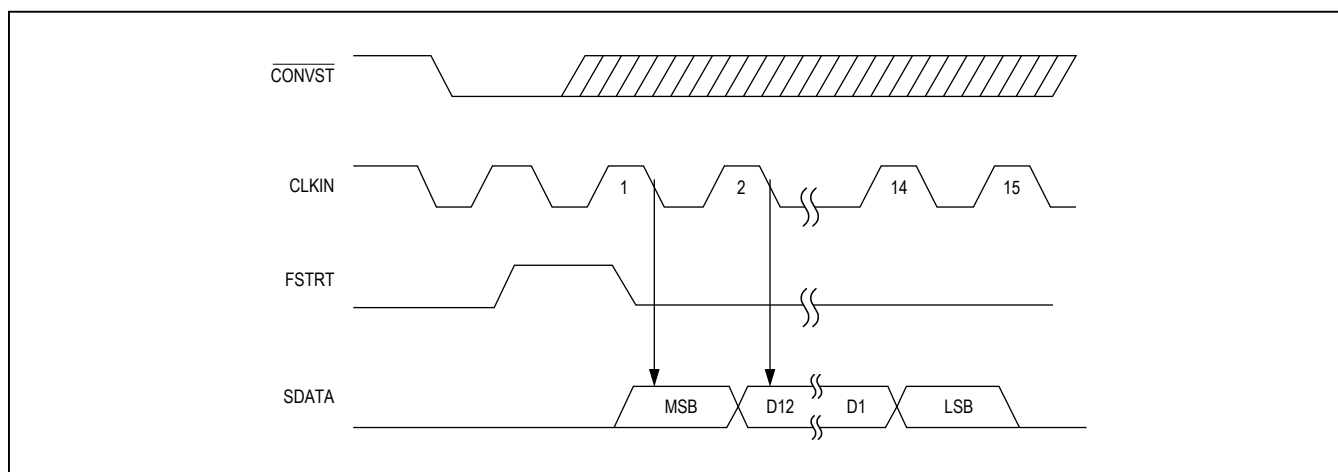 CONVST
CLKIN
1 2 14 15
FSTRT
SDATA
MSB D12 D1 LSB